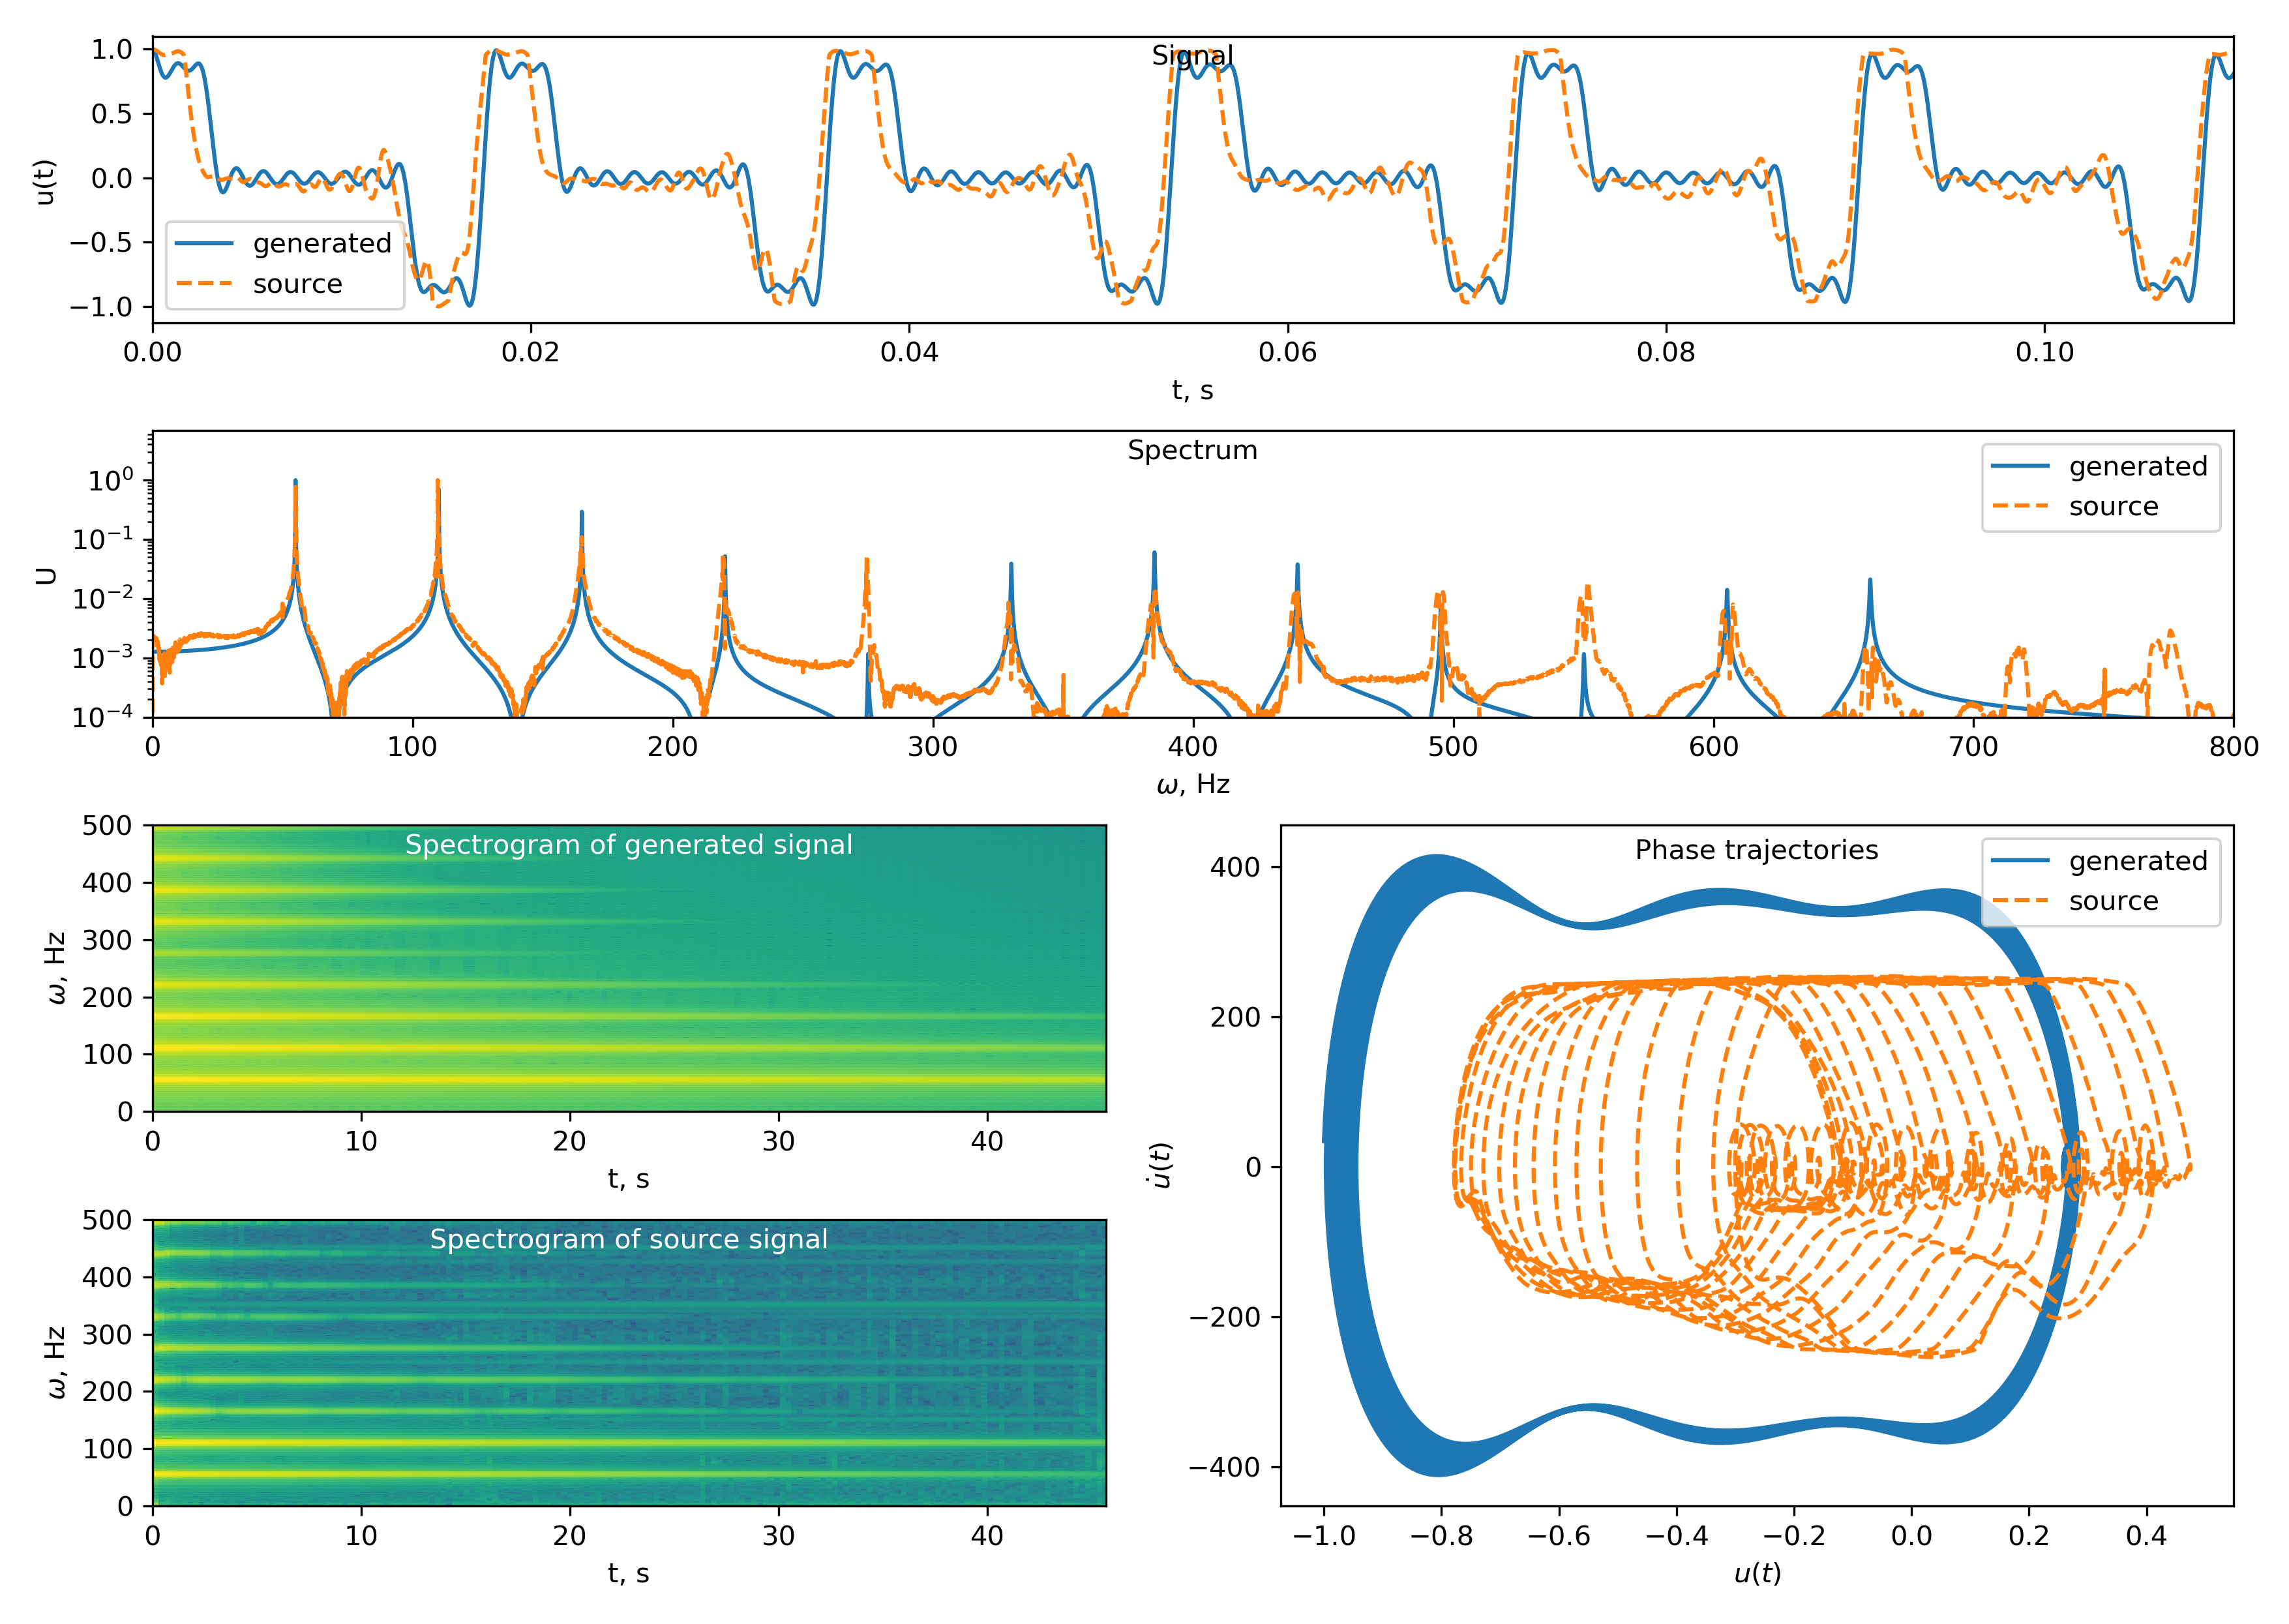 Signal
1.0
0.5
0.0
−0.5
−1.0
u(t)
generated
source
0.00 0.02 0.04 0.06 0.08 0.10
t, s
Spectrum
generated
source
10⁰
10⁻¹
10⁻²
10⁻³
10⁻⁴
U
0 100 200 300 400 500 600 700 800
ω, Hz
Spectrogram of generated signal
500
400
300
200
100
0
ω, Hz
0 10 20 30 40
t, s
Spectrogram of source signal
500
400
300
200
100
0
ω, Hz
0 10 20 30 40
t, s
Phase trajectories
generated
source
400
200
0
−200
−400
u̇(t)
−1.0 −0.8 −0.6 −0.4 −0.2 0.0 0.2 0.4
u(t)